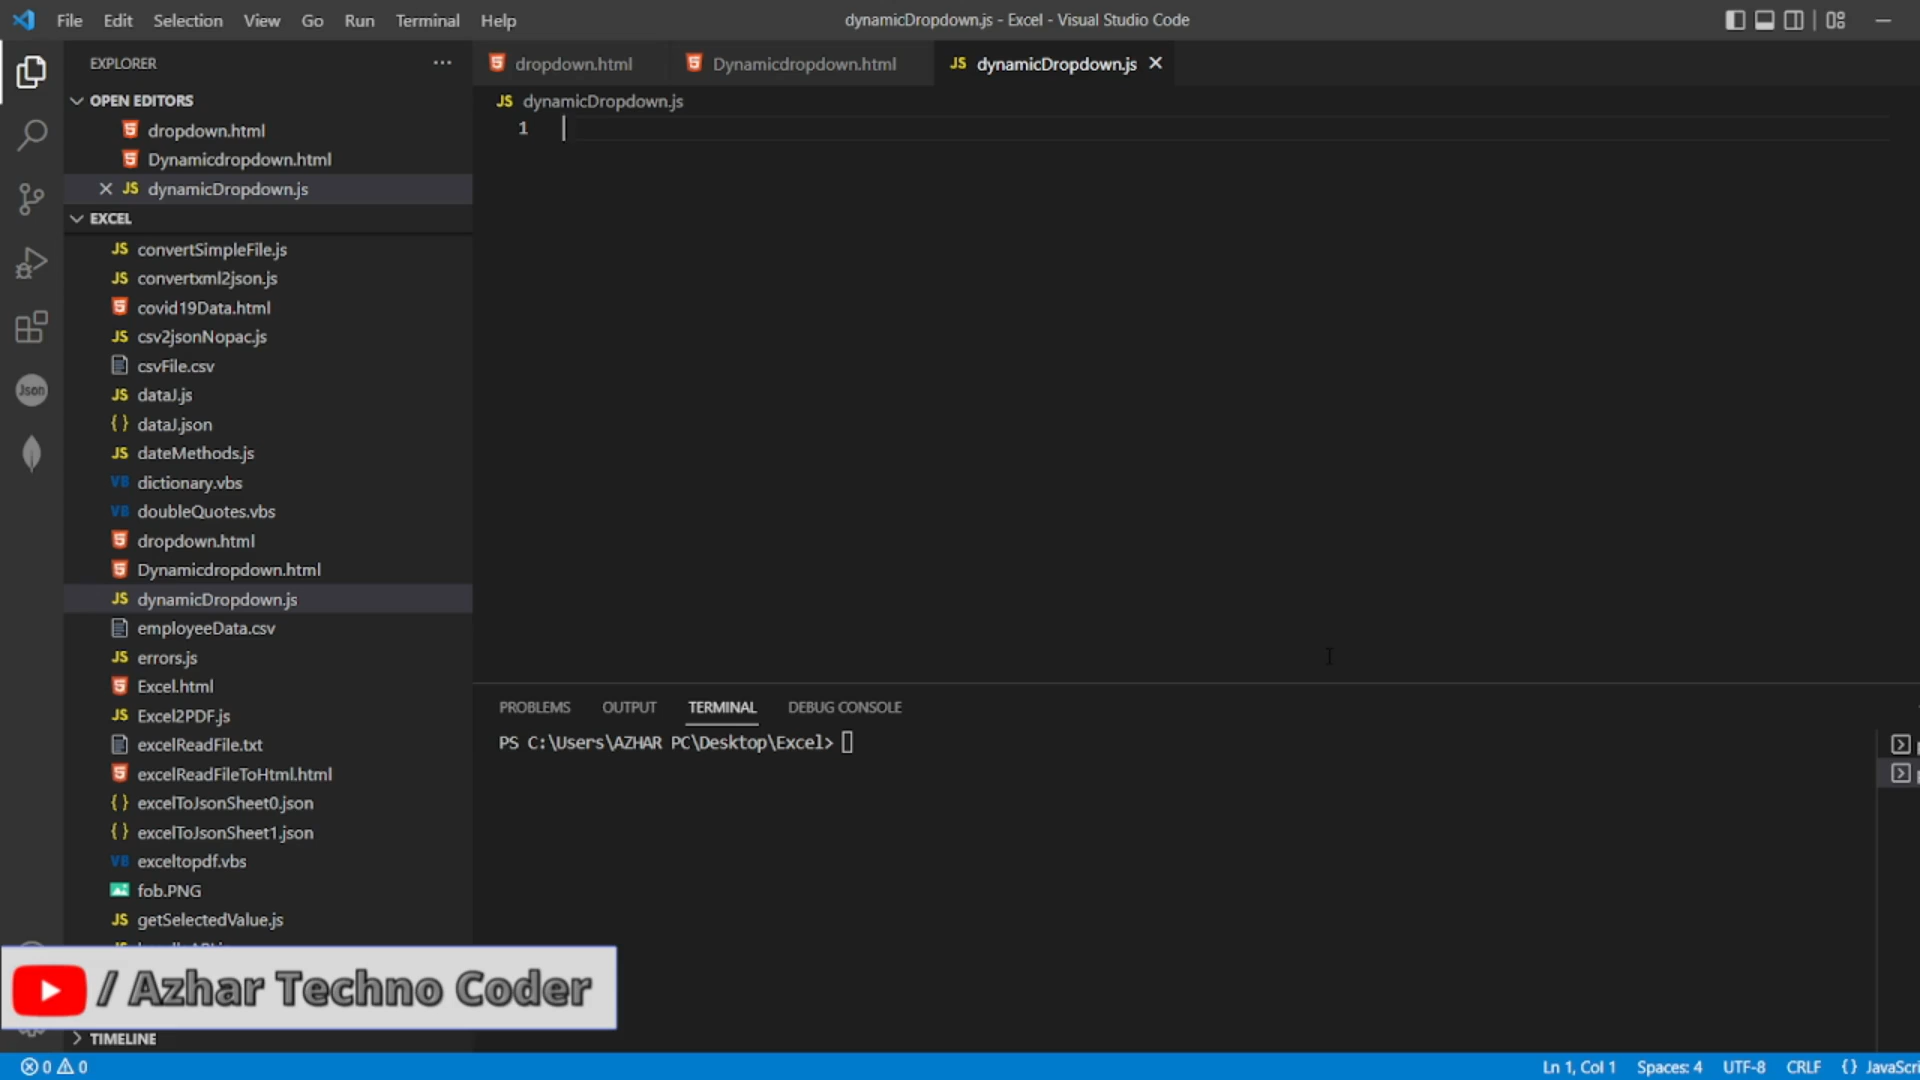 File Edit Selection View Go Run Terminal Help
dynamicDropdown.js - Excel - Visual Studio Code
EXPLORER
OPEN EDITORS
dropdown.html
Dynamicdropdown.html
JS dynamicDropdown.js
EXCEL
JS convertSimpleFile.js
JS convertxml2json.js
covid19Data.html
JS csv2jsonNopac.js
csvFile.csv
JS dataJ.js
{} dataJ.json
JS dateMethods.js
VB dictionary.vbs
VB doubleQuotes.vbs
dropdown.html
Dynamicdropdown.html
JS dynamicDropdown.js
employeeData.csv
JS errors.js
Excel.html
JS Excel2PDF.js
excelReadFile.txt
excelReadFileToHtml.html
{} excelToJsonSheet0.json
{} excelToJsonSheet1.json
VB exceltopdf.vbs
fob.PNG
JS getSelectedValue.js
/ Azhar Techno Coder
TIMELINE
Json
dropdown.html Dynamicdropdown.html JS dynamicDropdown.js
JS dynamicDropdown.js
1
PROBLEMS OUTPUT TERMINAL DEBUG CONSOLE
PS C:\Users\AZHAR PC\Desktop\Excel>
0 0
Ln 1, Col 1 Spaces: 4 UTF-8 CRLF {} JavaScri